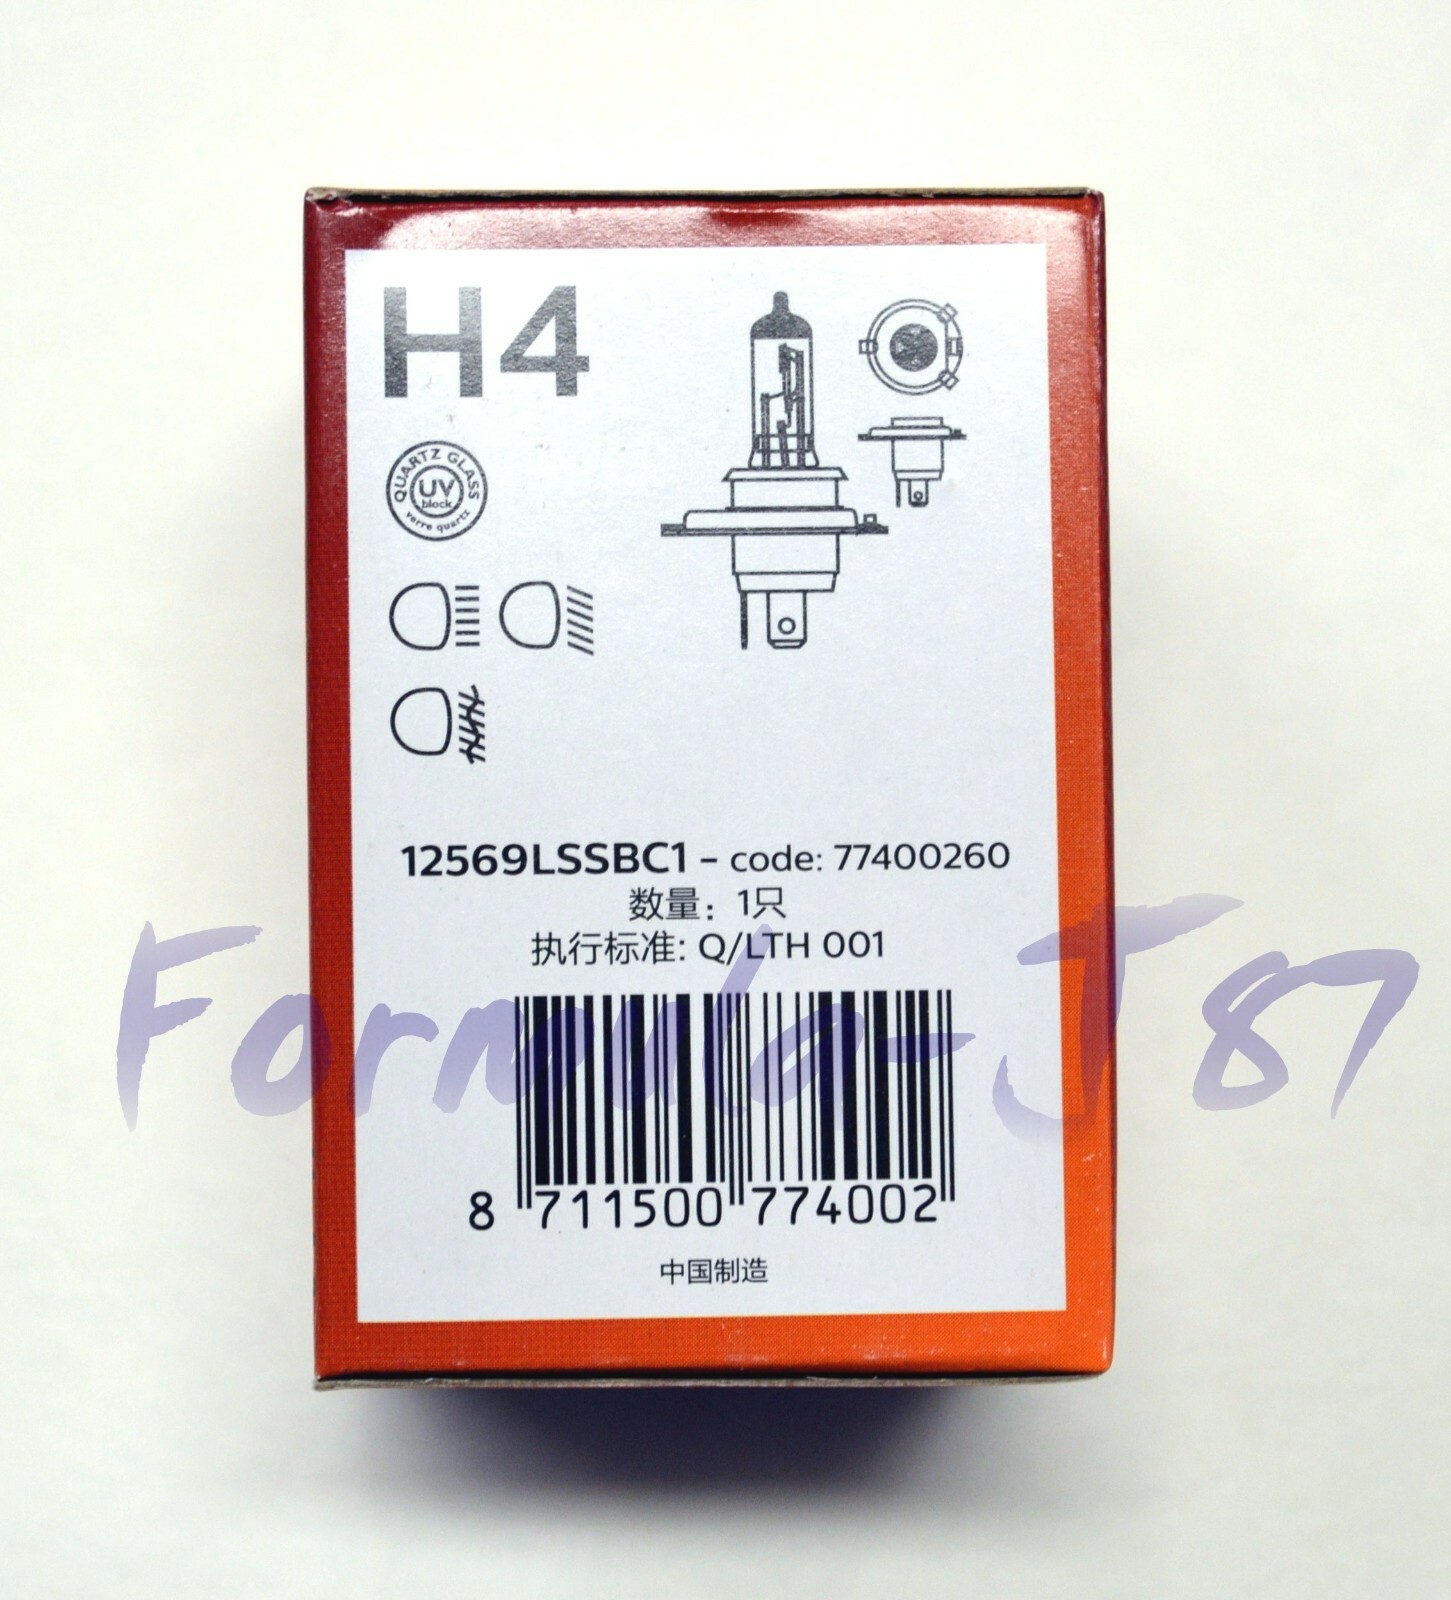 H4
QUARTZ GLASS
UV
block
verre quartz
12569LSSBC1 - code: 77400260
数量：1只
执行标准: Q/LTH 001
Formula-J87
8 711500 774002
中国制造